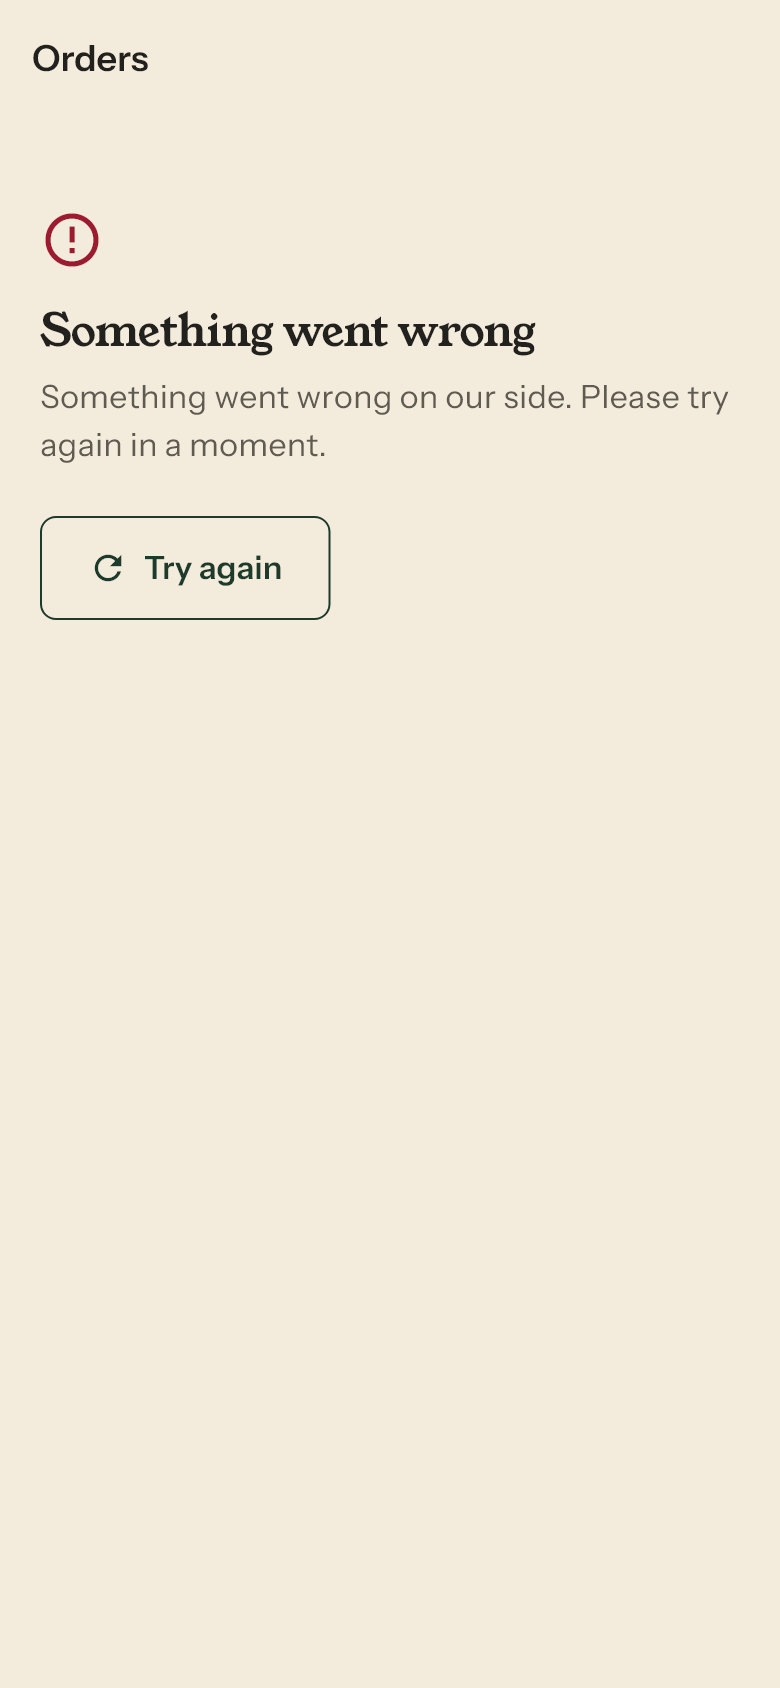 Orders
Something went wrong
Something went wrong on our side. Please try
again in a moment.
Try again